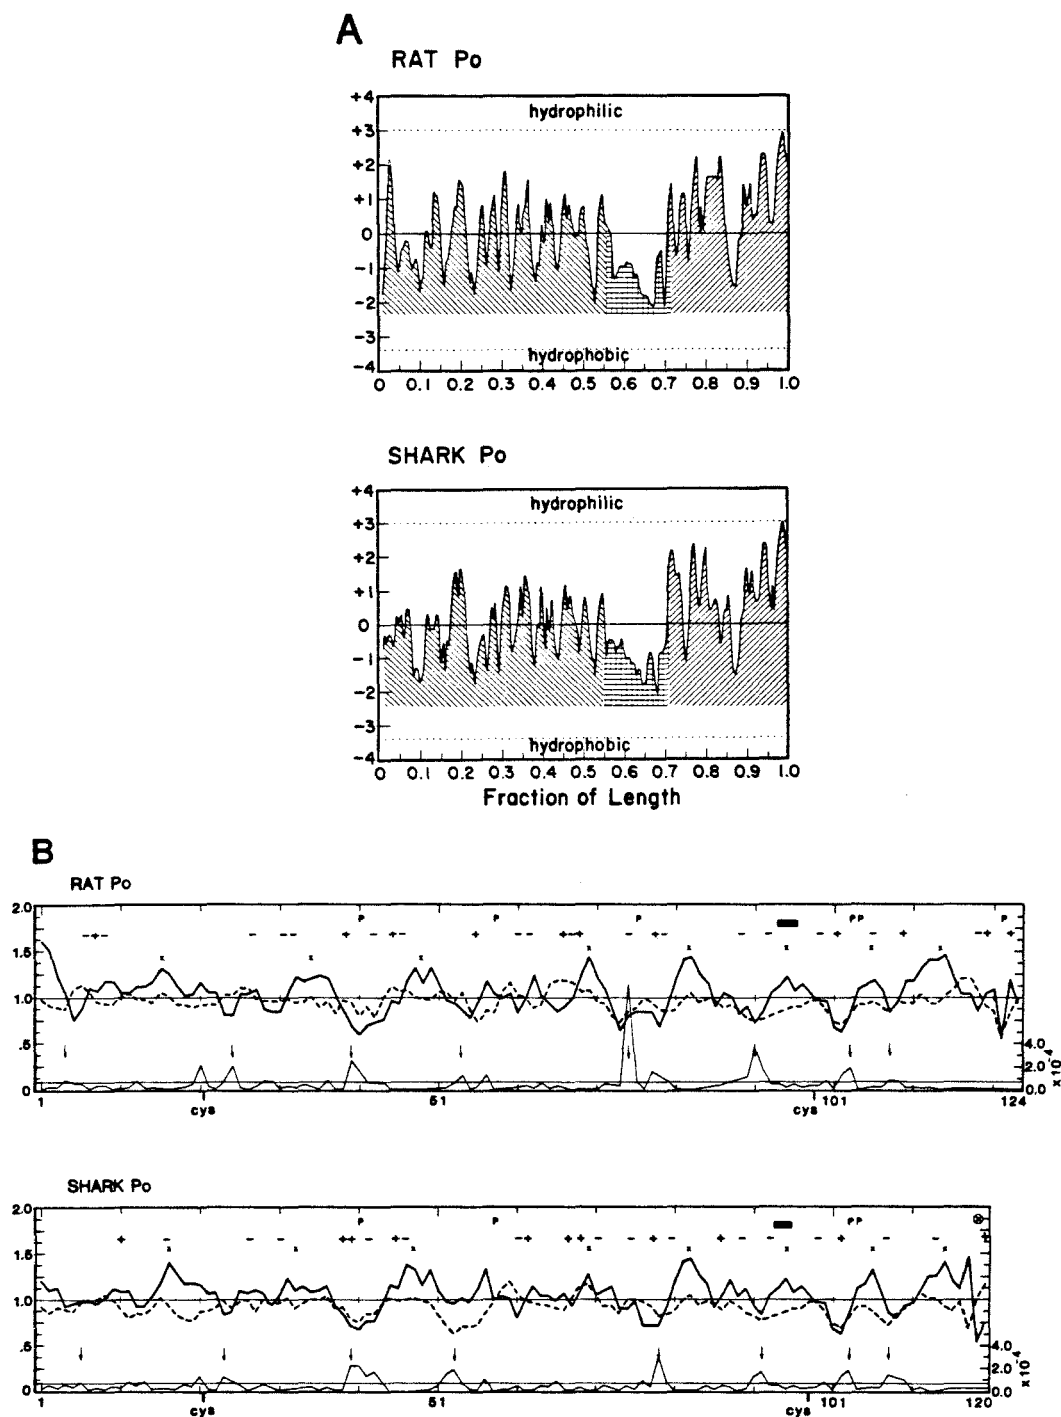 A
RAT Po
+4
+3
+2
+1
0
-1
-2
-3
-4
hydrophilic
hydrophobic
0 0.1 0.2 0.3 0.4 0.5 0.6 0.7 0.8 0.9 1.0
SHARK Po
+4
+3
+2
+1
0
-1
-2
-3
-4
hydrophilic
hydrophobic
0 0.1 0.2 0.3 0.4 0.5 0.6 0.7 0.8 0.9 1.0
Fraction of Length
B
RAT Po
2.0
1.5
1.0
.5
0
P P P PP P
4.0
2.0
0.0
x10⁻⁴
1 cys 51 cys 101 124
SHARK Po
2.0
1.5
1.0
.5
0
P P PP
4.0
2.0
0.0
x10⁻⁴
1 cys 51 cys 101 120